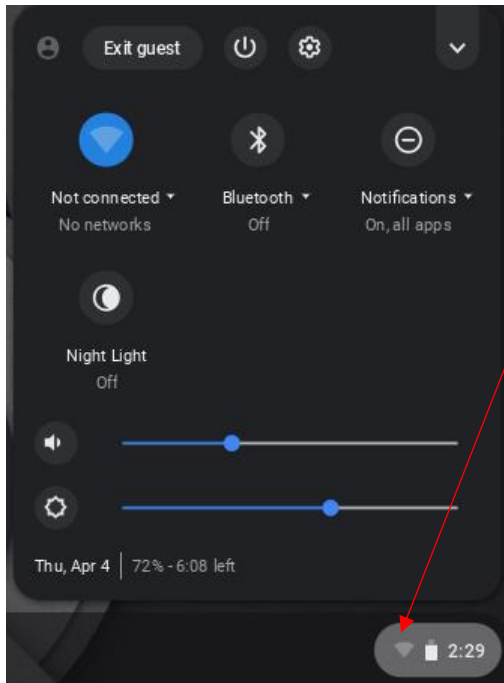 Exit guest
Not connected Bluetooth Notifications
No networks Off On, all apps
Night Light
Off
Thu, Apr 4 72% - 6:08 left
2:29